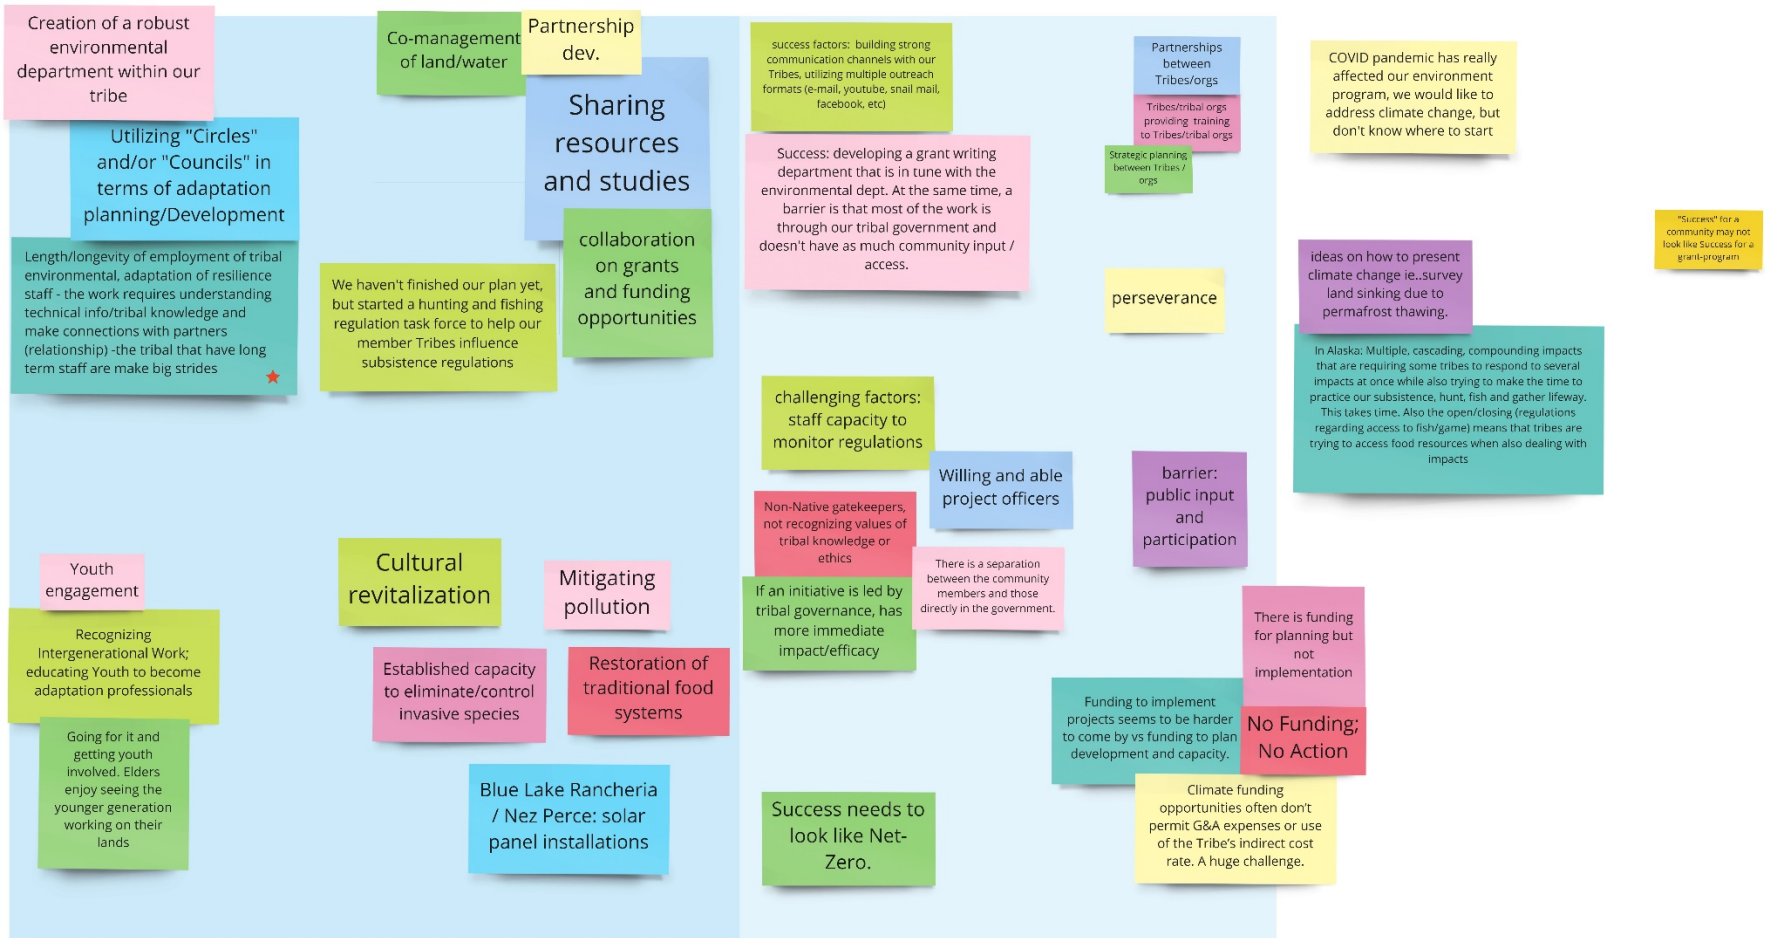 Creation of a robust
environmental
department within our
tribe
Utilizing "Circles"
and/or "Councils" in
terms of adaptation
planning/Development
Length/longevity of employment of tribal
environmental, adaptation of resilience
staff - the work requires understanding
technical info/tribal knowledge and
make connections with partners
(relationship) -the tribal that have long
term staff are make big strides
Co-management
of land/water
Partnership
dev.
Sharing
resources
and studies
collaboration
on grants
and funding
opportunities
We haven't finished our plan yet,
but started a hunting and fishing
regulation task force to help our
member Tribes influence
subsistence regulations
Youth
engagement
Recognizing
Intergenerational Work;
educating Youth to become
adaptation professionals
Going for it and
getting youth
involved. Elders
enjoy seeing the
younger generation
working on their
lands
Cultural
revitalization
Mitigating
pollution
Established capacity
to eliminate/control
invasive species
Restoration of
traditional food
systems
Blue Lake Rancheria
/ Nez Perce: solar
panel installations
success factors: building strong
communication channels with our
Tribes, utilizing multiple outreach
formats (e-mail, youtube, snail mail,
facebook, etc)
Success: developing a grant writing
department that is in tune with the
environmental dept. At the same time, a
barrier is that most of the work is
through our tribal government and
doesn't have as much community input /
access.
Partnerships
between
Tribes/orgs
Tribes/tribal orgs
providing training
to Tribes/tribal orgs
Strategic planning
between Tribes /
orgs
perseverance
challenging factors:
staff capacity to
monitor regulations
Willing and able
project officers
Non-Native gatekeepers,
not recognizing values of
tribal knowledge or
ethics
There is a separation
between the community
members and those
directly in the government.
If an initiative is led by
tribal governance, has
more immediate
impact/efficacy
barrier:
public input
and
participation
There is funding
for planning but
not
implementation
Funding to implement
projects seems to be harder
to come by vs funding to plan
development and capacity.
No Funding;
No Action
Climate funding
opportunities often don't
permit G&A expenses or use
of the Tribe's indirect cost
rate. A huge challenge.
Success needs to
look like Net-
Zero.
COVID pandemic has really
affected our environment
program, we would like to
address climate change, but
don't know where to start
ideas on how to present
climate change ie..survey
land sinking due to
permafrost thawing.
In Alaska: Multiple, cascading, compounding impacts
that are requiring some tribes to respond to several
impacts at once while also trying to make the time to
practice our subsistence, hunt, fish and gather lifeway.
This takes time. Also the open/closing (regulations
regarding access to fish/game) means that tribes are
trying to access food resources when also dealing with
impacts
"Success" for a
community may not
look like Success for a
grant-program